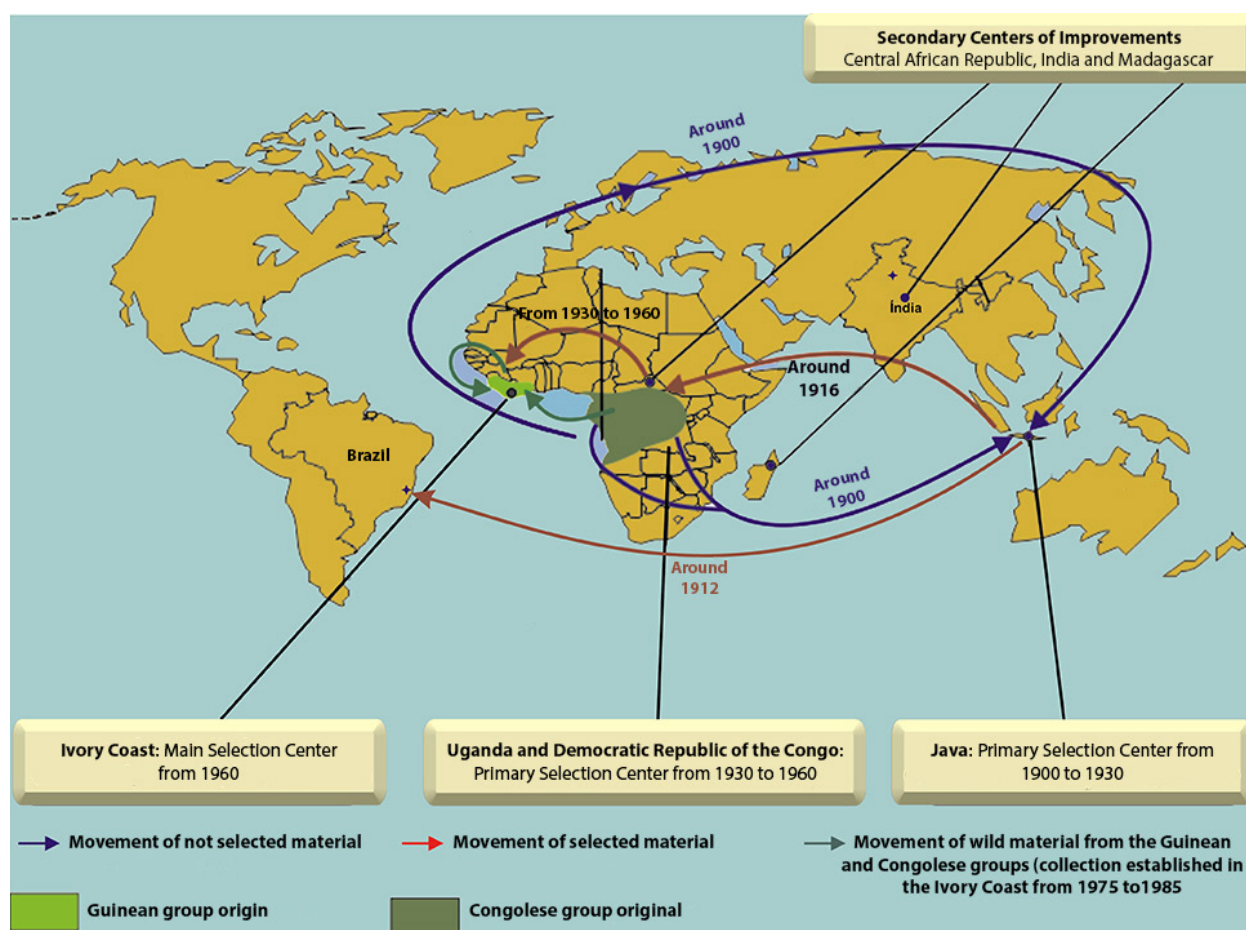 Secondary Centers of Improvements
Central African Republic, India and Madagascar
Around
1900
From 1930 to 1960
Índia
Around
1916
Brazil
Around
1900
Around
1912
Ivory Coast: Main Selection Center
from 1960
Uganda and Democratic Republic of the Congo:
Primary Selection Center from 1930 to 1960
Java: Primary Selection Center from
1900 to 1930
Movement of not selected material
Movement of selected material
Movement of wild material from the Guinean
and Congolese groups (collection established in
the Ivory Coast from 1975 to1985
Guinean group origin
Congolese group original